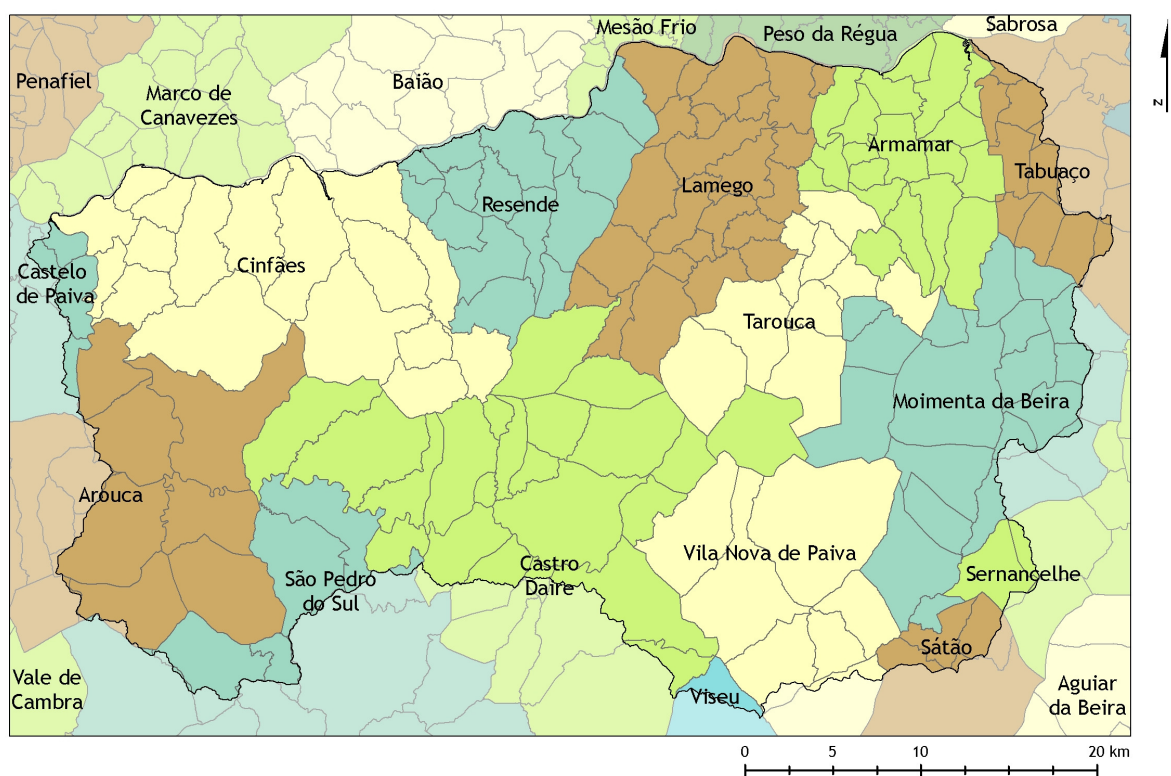 Sabrosa
Mesão Frio
Peso da Régua
Penafiel
Baião
Marco de
Canavezes
z
Armamar
Tabuaço
Lamego
Resende
Cinfães
Castelo
de Paiva
Tarouca
Moimenta da Beira
Arouca
Vila Nova de Paiva
Castro
Daire
Sernancelhe
São Pedro
do Sul
Sátão
Vale de
Cambra
Viseu
Aguiar
da Beira
0 5 10 20 km